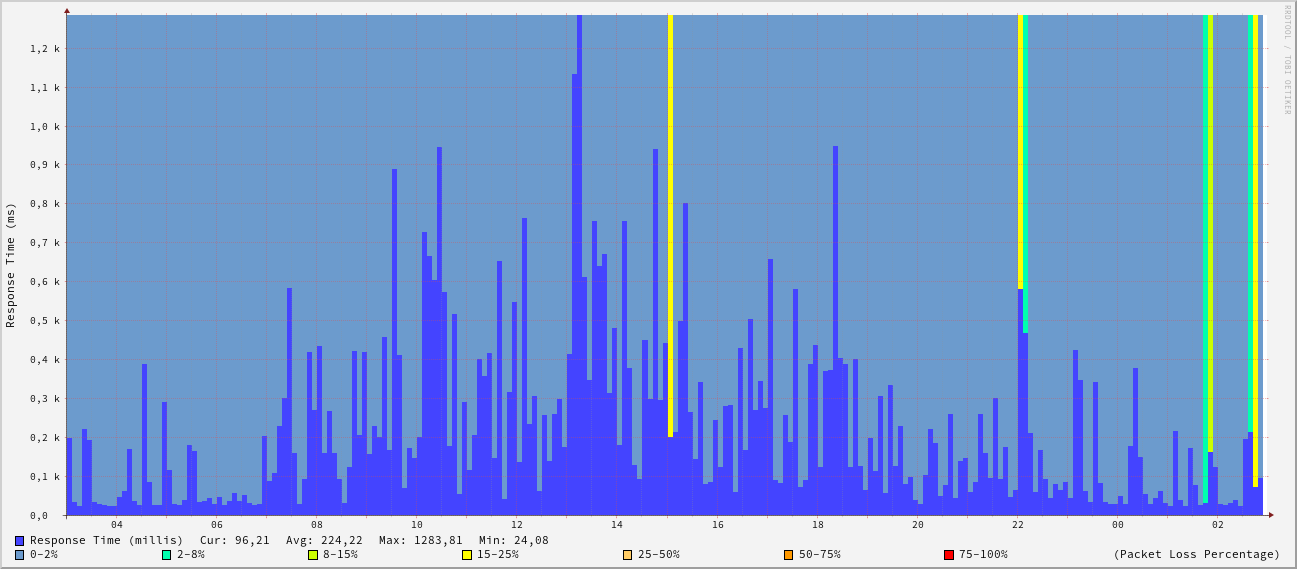 RRDTOOL / TOBI OETIKER
Response Time (ms)
1,2 k
1,1 k
1,0 k
0,9 k
0,8 k
0,7 k
0,6 k
0,5 k
0,4 k
0,3 k
0,2 k
0,1 k
0,0
04 06 08 10 12 14 16 18 20 22 00 02
Response Time (millis) Cur: 96,21 Avg: 224,22 Max: 1283,81 Min: 24,08
0-2% 2-8% 8-15% 15-25% 25-50% 50-75% 75-100% (Packet Loss Percentage)